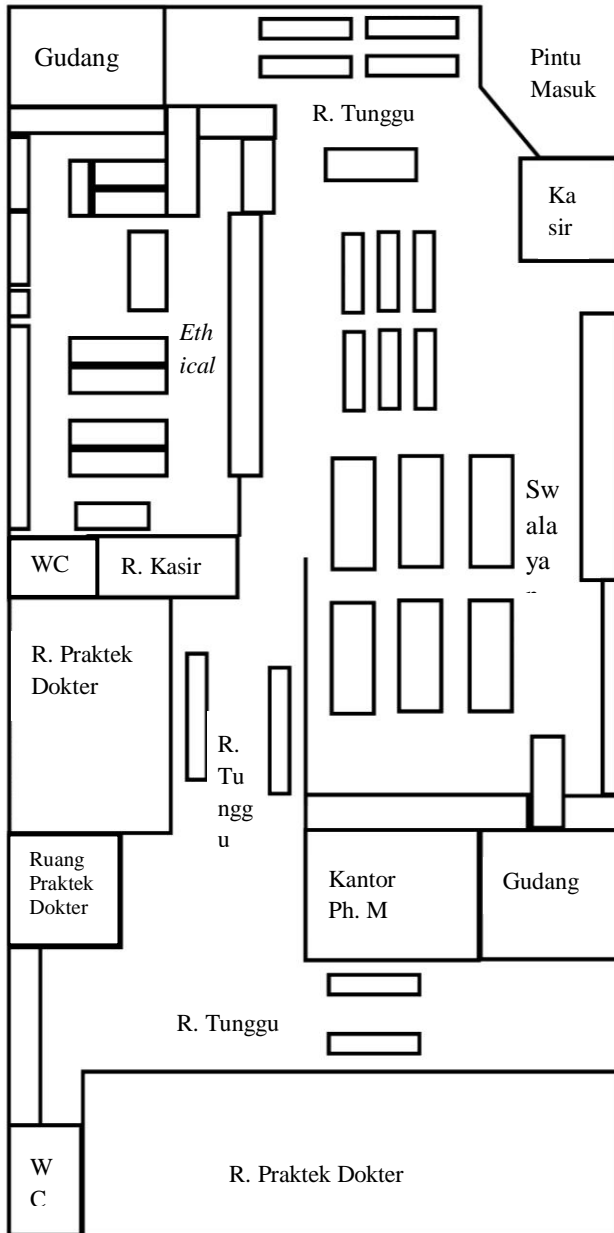 Gudang
Pintu
Masuk
R. Tunggu
Ka
sir
Eth
ical
Sw
ala
ya
WC
R. Kasir
R. Praktek
Dokter
R.
Tu
ngg
u
Ruang
Praktek
Dokter
Kantor
Ph. M
Gudang
R. Tunggu
W
C
R. Praktek Dokter